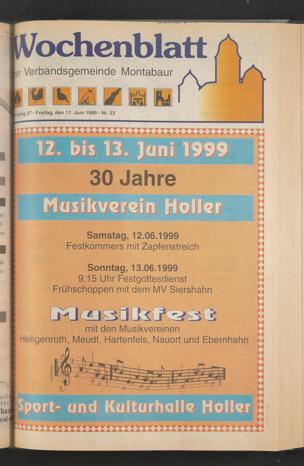 Wochenblatt
der Verbandsgemeinde Montabaur
Jahrgang 27 - Freitag, den 11. Juni 1999 - Nr. 23
12. bis 13. Juni 1999
30 Jahre
Musikverein Holler
Samstag, 12.06.1999
Festkommers mit Zapfenstreich
Sonntag, 13.06.1999
9.15 Uhr Festgottesdienst
Frühschoppen mit dem MV Siershahn
Musikfest
mit den Musikvereinen
Heiligenroth, Meudt, Hartenfels, Nauort und Ebernhahn
Sport- und Kulturhalle Holler